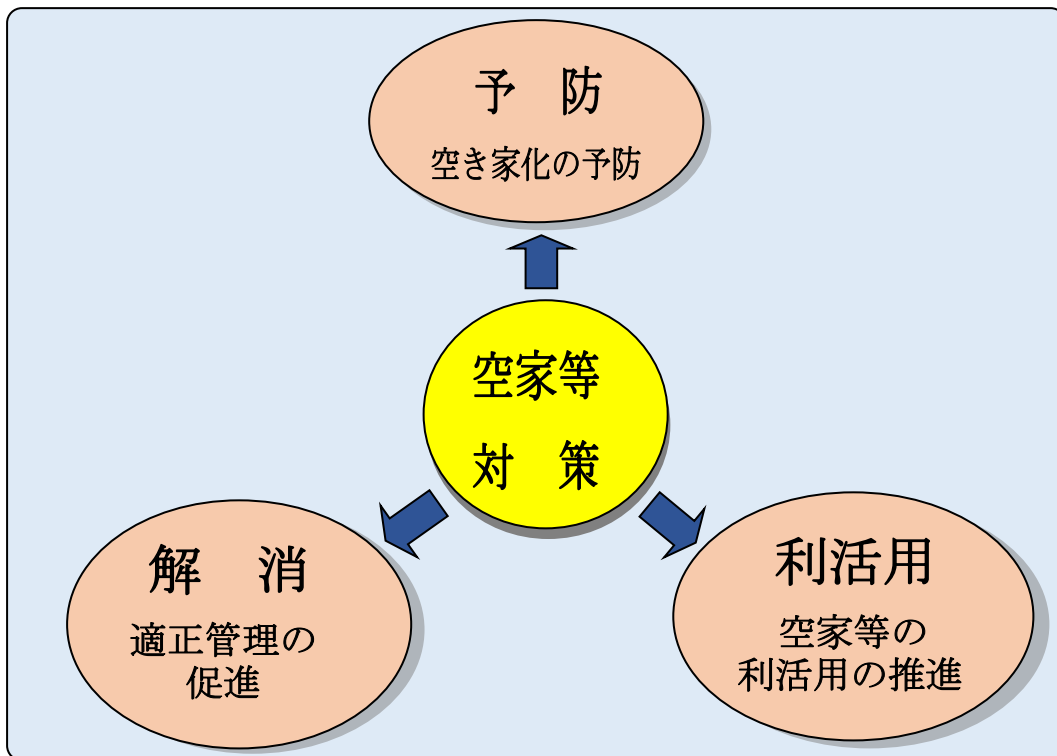 予　防
空き家化の予防
空家等
対　策
解　消
適正管理の
促進
利活用
空家等の
利活用の推進